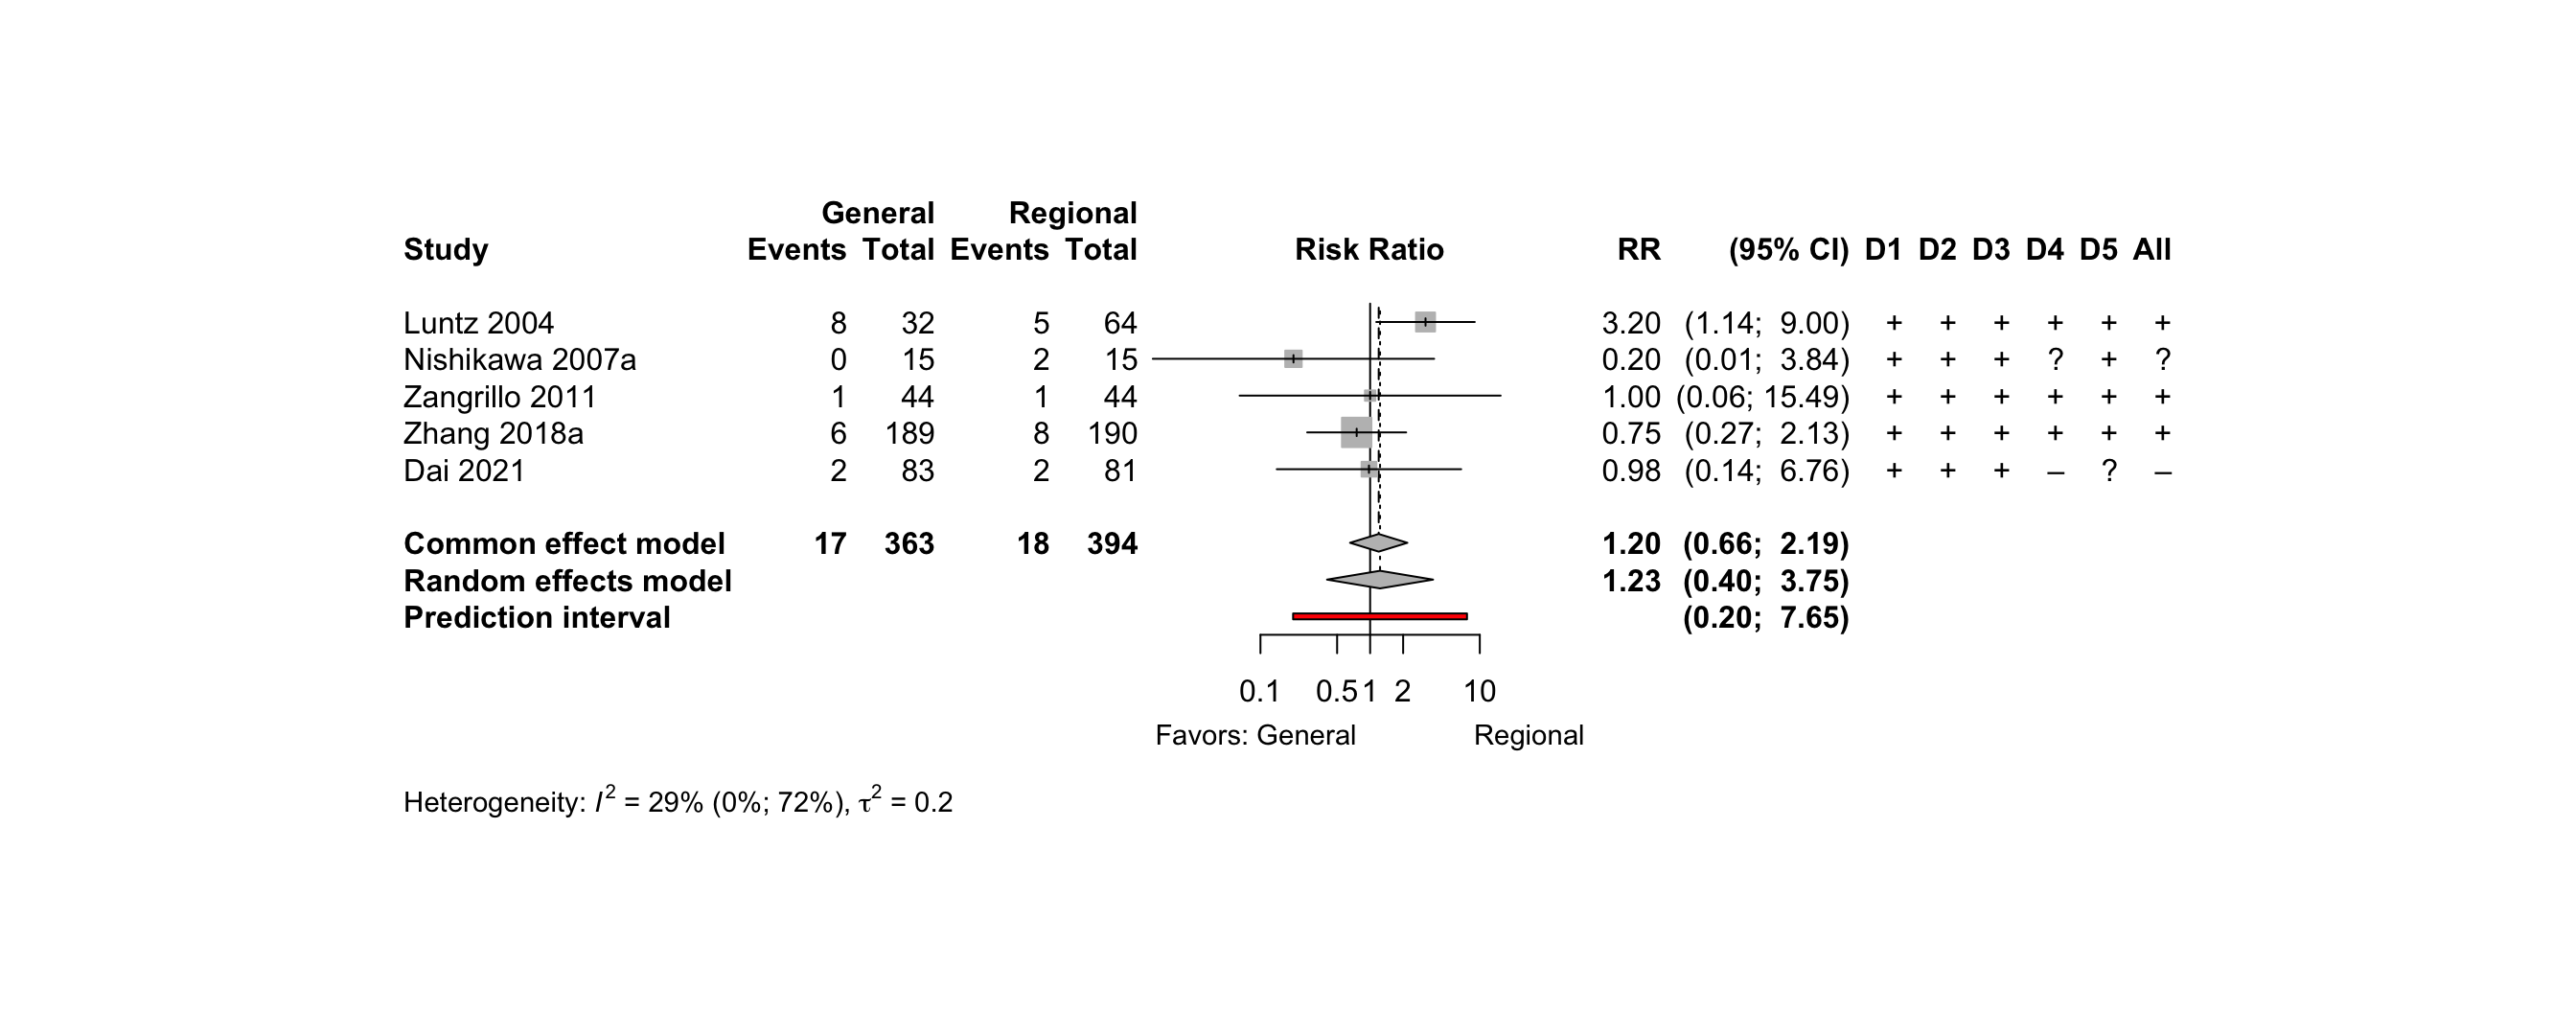 General Regional
Study Events Total Events Total Risk Ratio RR (95% CI) D1 D2 D3 D4 D5 All
Luntz 2004 8 32 5 64 3.20 (1.14; 9.00) + + + + + +
Nishikawa 2007a 0 15 2 15 0.20 (0.01; 3.84) + + + ? + ?
Zangrillo 2011 1 44 1 44 1.00 (0.06; 15.49) + + + + + +
Zhang 2018a 6 189 8 190 0.75 (0.27; 2.13) + + + + + +
Dai 2021 2 83 2 81 0.98 (0.14; 6.76) + + + – ? –
Common effect model 17 363 18 394 1.20 (0.66; 2.19)
Random effects model 1.23 (0.40; 3.75)
Prediction interval (0.20; 7.65)
0.1 0.5 1 2 10
Favors: General Regional
Heterogeneity: I² = 29% (0%; 72%), τ² = 0.2